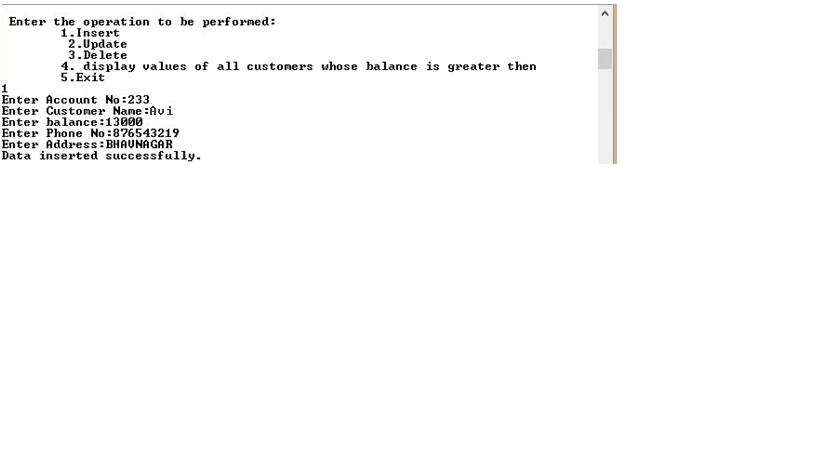 Enter the operation to be performed:
1.Insert
2.Update
3.Delete
4. display values of all customers whose balance is greater then
5.Exit
1
Enter Account No:233
Enter Customer Name:Avi
Enter balance:13000
Enter Phone No:876543219
Enter Address:BHAVNAGAR
Data inserted successfully.